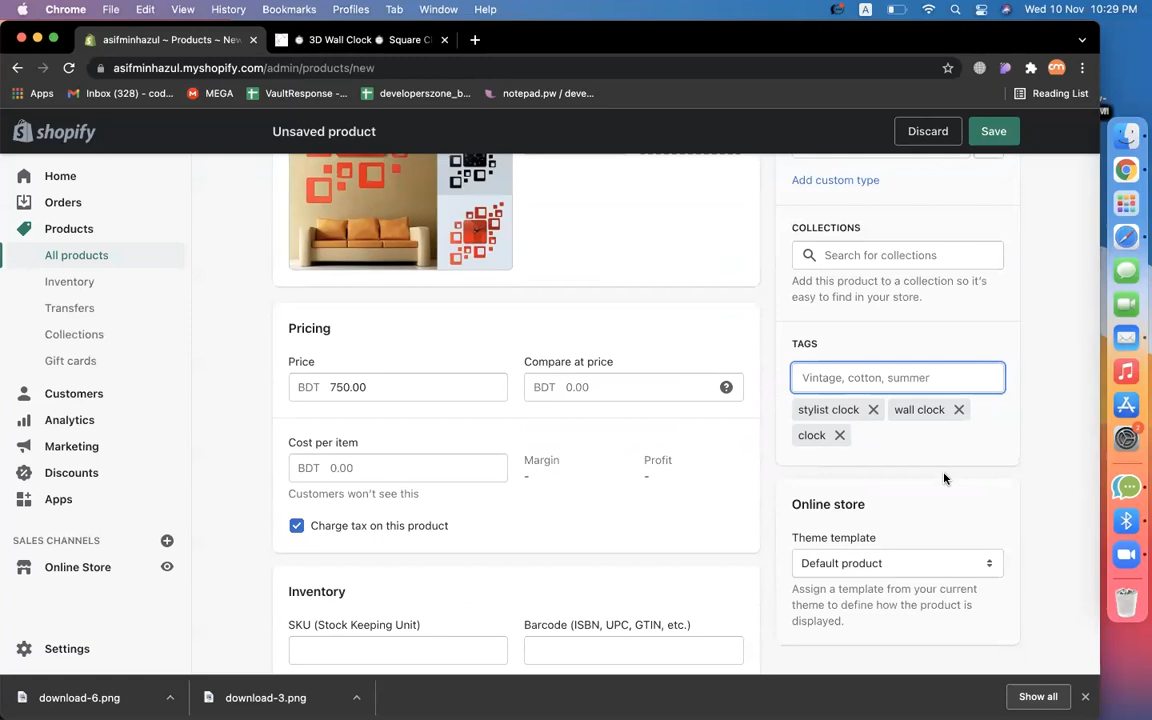 Chrome File Edit View History Bookmarks Profiles Tab Window Help A Wed 10 Nov 10:29 PM
asifminhazul ~ Products ~ Nev 3D Wall Clock Square C
asifminhazul.myshopify.com/admin/products/new
Apps Inbox (328) - cod... MEGA VaultResponse -... developerszone_b... notepad.pw / deve... Reading List
shopify Unsaved product Discard Save
Home
Orders
Products
All products
Inventory
Transfers
Collections
Gift cards
Customers
Analytics
Marketing
Discounts
Apps
SALES CHANNELS
Online Store
Settings
Pricing
Price Compare at price
BDT 750.00 BDT 0.00
Cost per item
BDT 0.00 Margin Profit
- -
Customers won't see this
Charge tax on this product
Inventory
SKU (Stock Keeping Unit) Barcode (ISBN, UPC, GTIN, etc.)
Add custom type
COLLECTIONS
Search for collections
Add this product to a collection so it's
easy to find in your store.
TAGS
Vintage, cotton, summer
stylist clock wall clock
clock
Online store
Theme template
Default product
Assign a template from your current
theme to define how the product is
displayed.
download-6.png download-3.png Show all